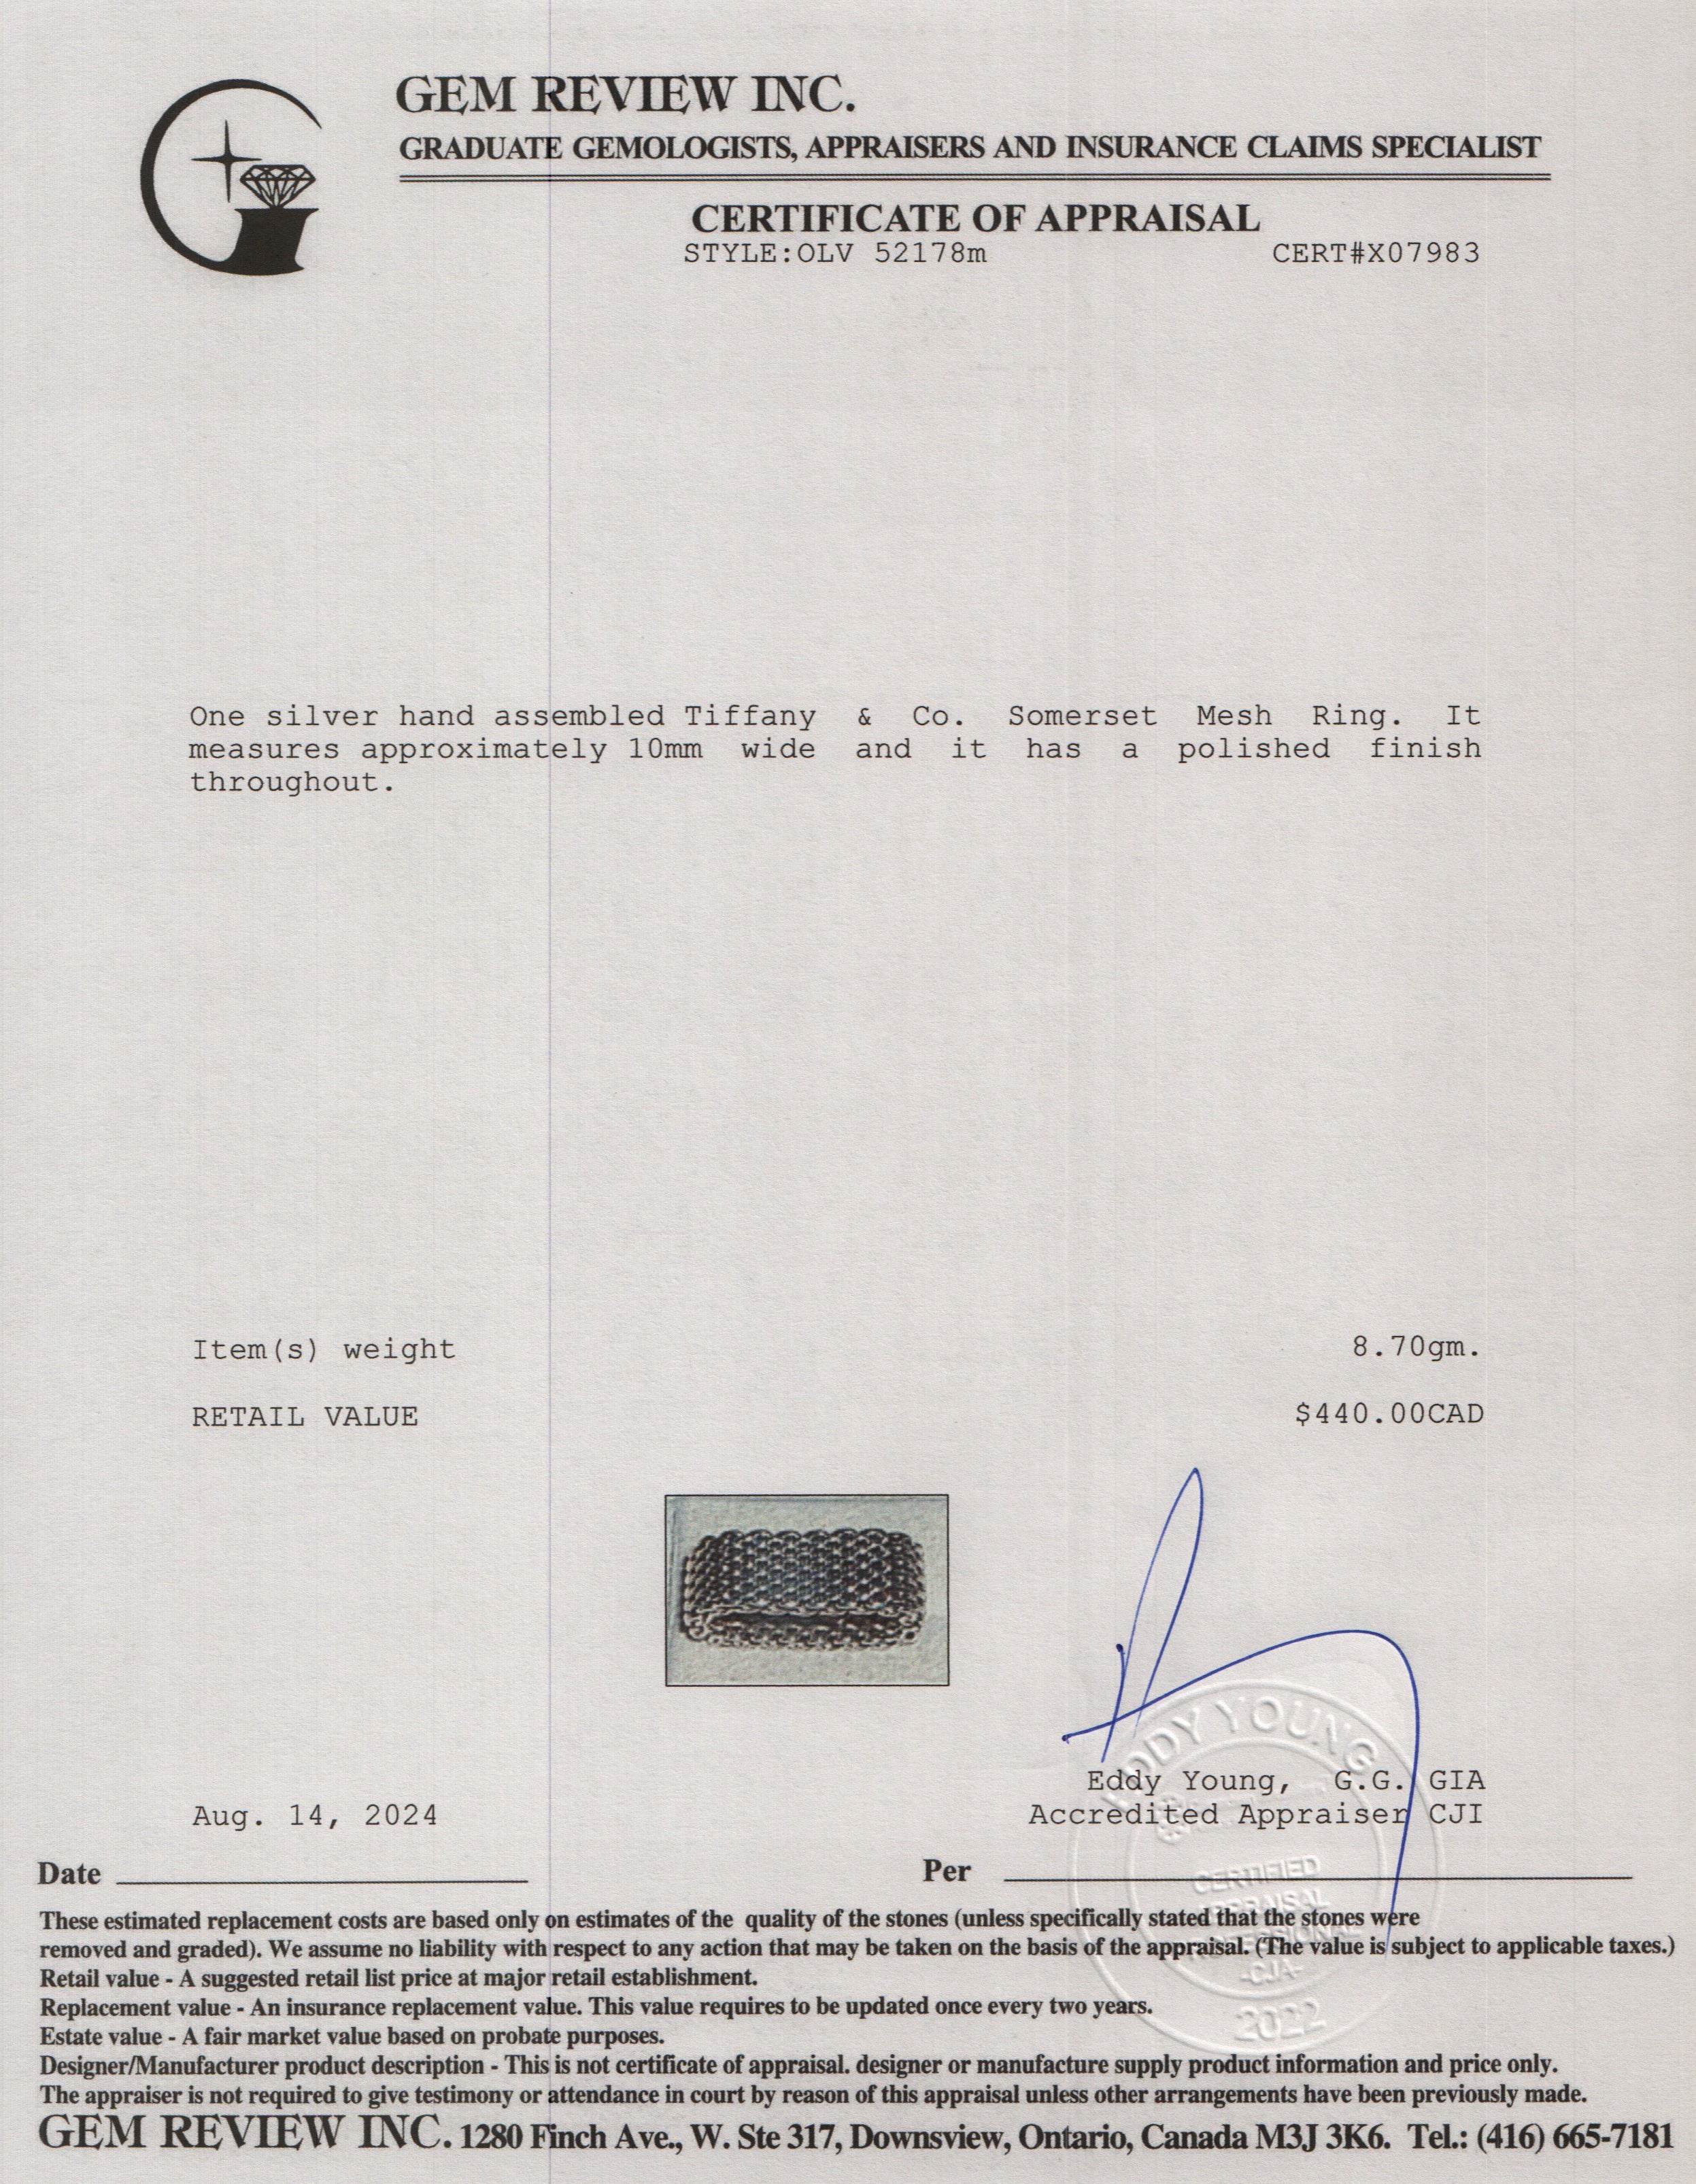 GEM REVIEW INC.
GRADUATE GEMOLOGISTS, APPRAISERS AND INSURANCE CLAIMS SPECIALIST
CERTIFICATE OF APPRAISAL
STYLE:OLV 52178m CERT#X07983
One silver hand assembled Tiffany & Co. Somerset Mesh Ring. It
measures approximately 10mm wide and it has a polished finish
throughout.
Item(s) weight 8.70gm.
RETAIL VALUE $440.00CAD
EDDY YOUNG
Eddy Young, G.G. GIA
Aug. 14, 2024 Accredited Appraiser CJI
Date Per
CERTIFIED
APPRAISAL
PROFESSIONAL
-CJA-
2022
These estimated replacement costs are based only on estimates of the quality of the stones (unless specifically stated that the stones were
removed and graded). We assume no liability with respect to any action that may be taken on the basis of the appraisal. (The value is subject to applicable taxes.)
Retail value - A suggested retail list price at major retail establishment.
Replacement value - An insurance replacement value. This value requires to be updated once every two years.
Estate value - A fair market value based on probate purposes.
Designer/Manufacturer product description - This is not certificate of appraisal. designer or manufacture supply product information and price only.
The appraiser is not required to give testimony or attendance in court by reason of this appraisal unless other arrangements have been previously made.
GEM REVIEW INC. 1280 Finch Ave., W. Ste 317, Downsview, Ontario, Canada M3J 3K6. Tel.: (416) 665-7181